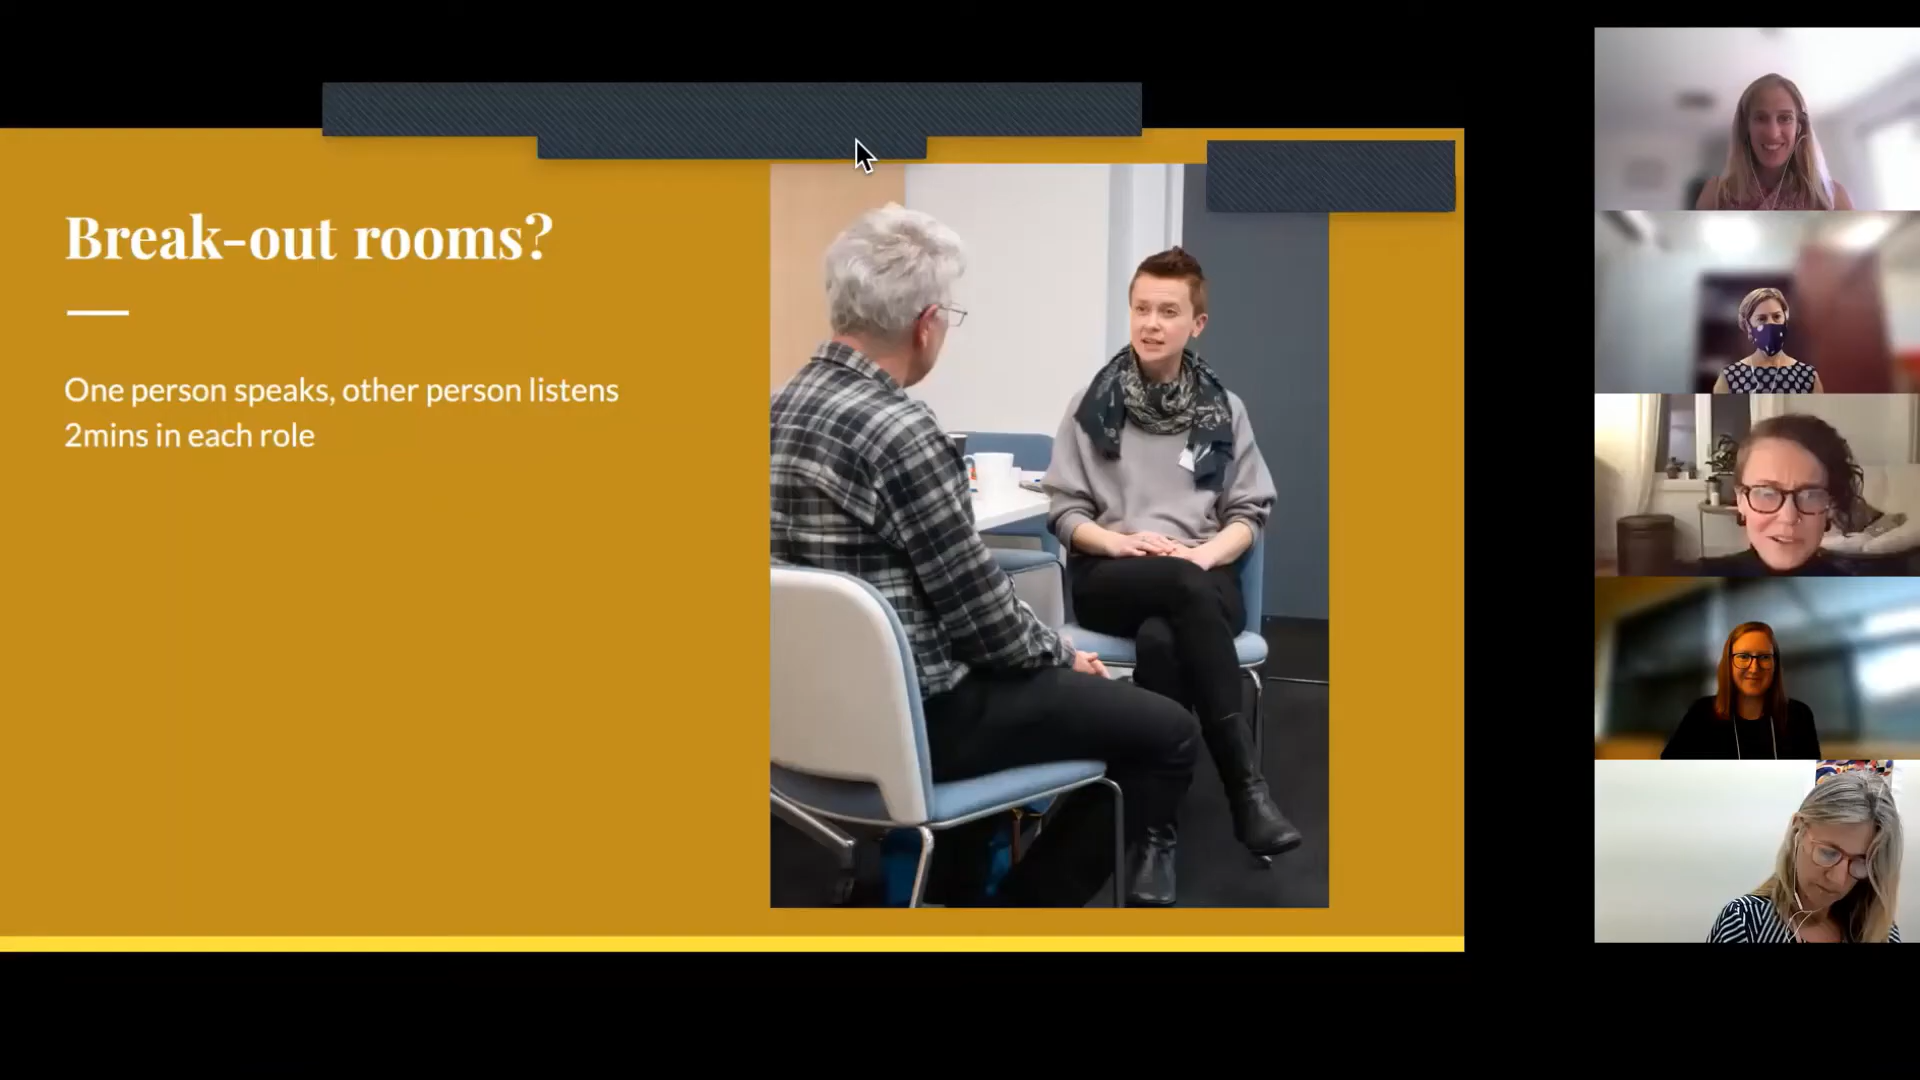 Break-out rooms?
One person speaks, other person listens
2mins in each role